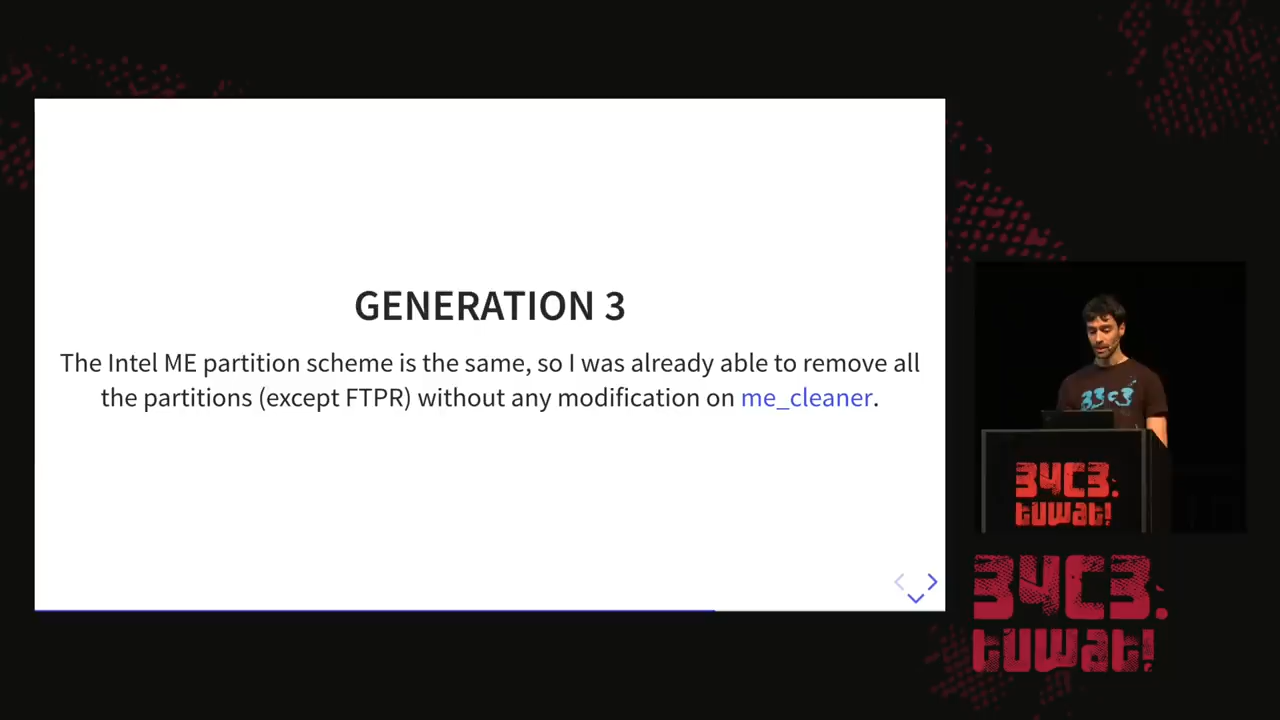 GENERATION 3
The Intel ME partition scheme is the same, so I was already able to remove all
the partitions (except FTPR) without any modification on me_cleaner.
33c3
34C3.
tuwat!
34C3.
tuwat!